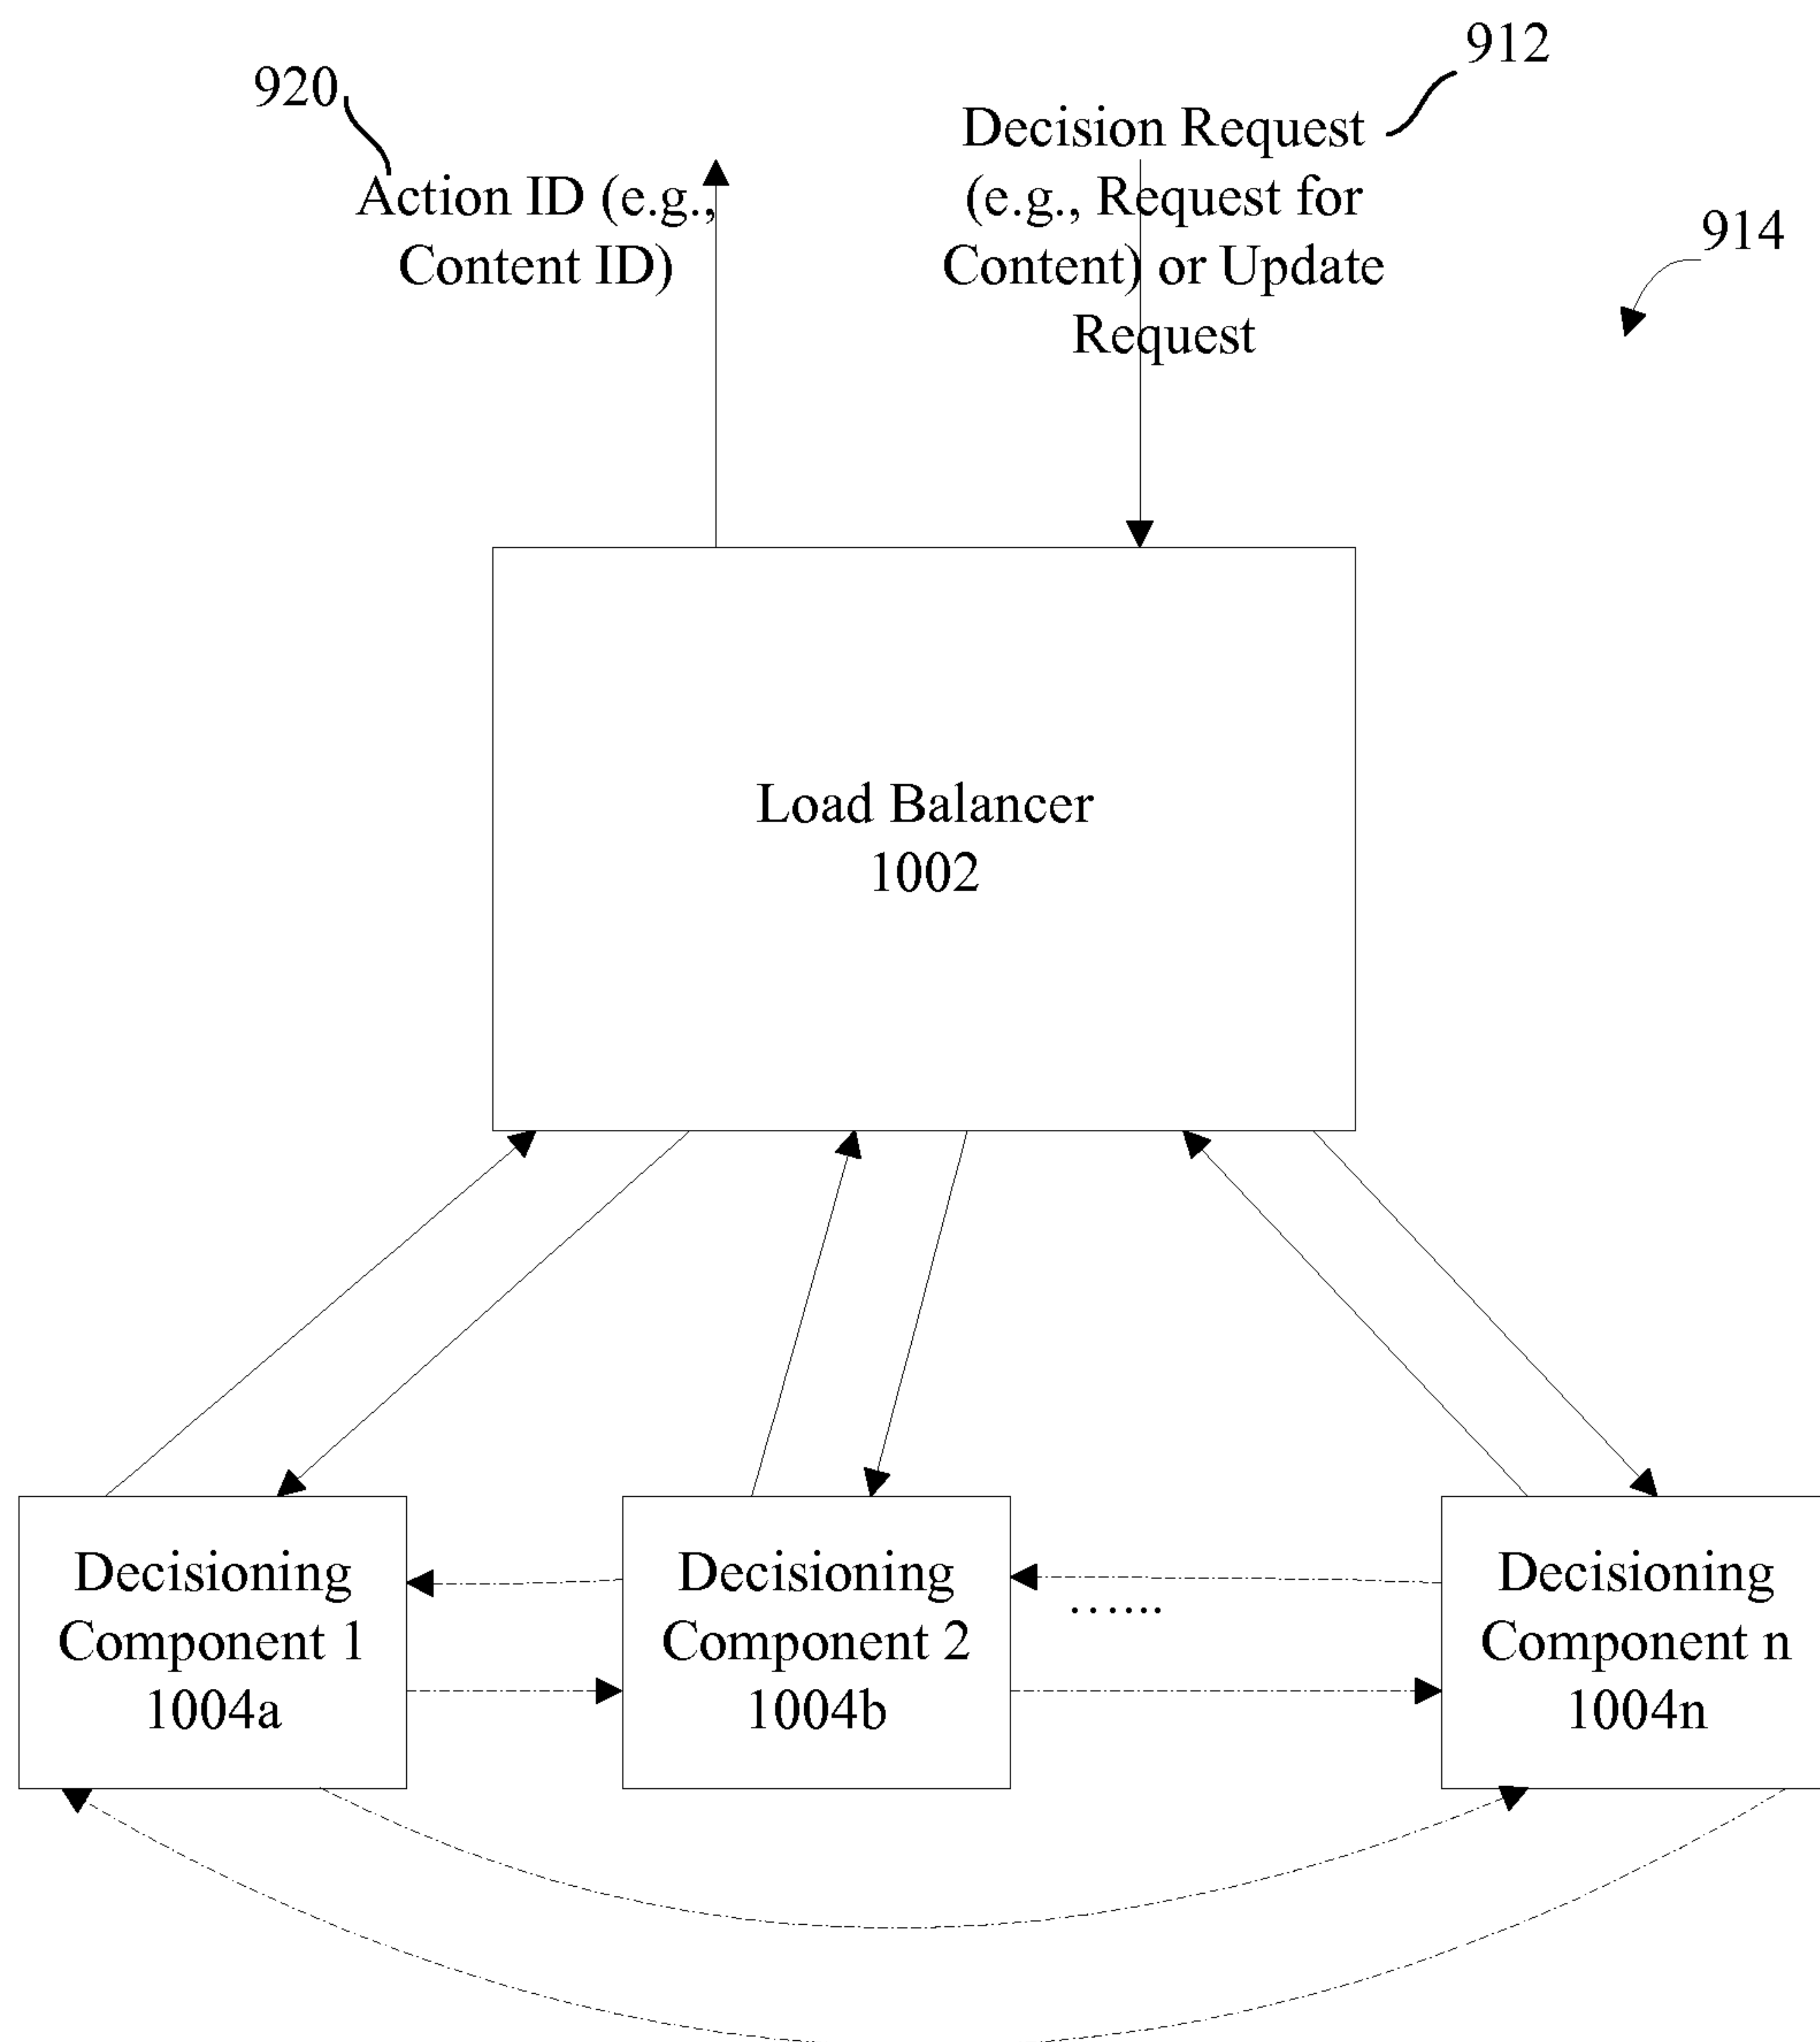 920
Action ID (e.g.,
Content ID)
912
Decision Request
(e.g., Request for
Content) or Update
Request
914
Load Balancer
1002
Decisioning
Component 1
1004a
Decisioning
Component 2
1004b
......
Decisioning
Component n
1004n